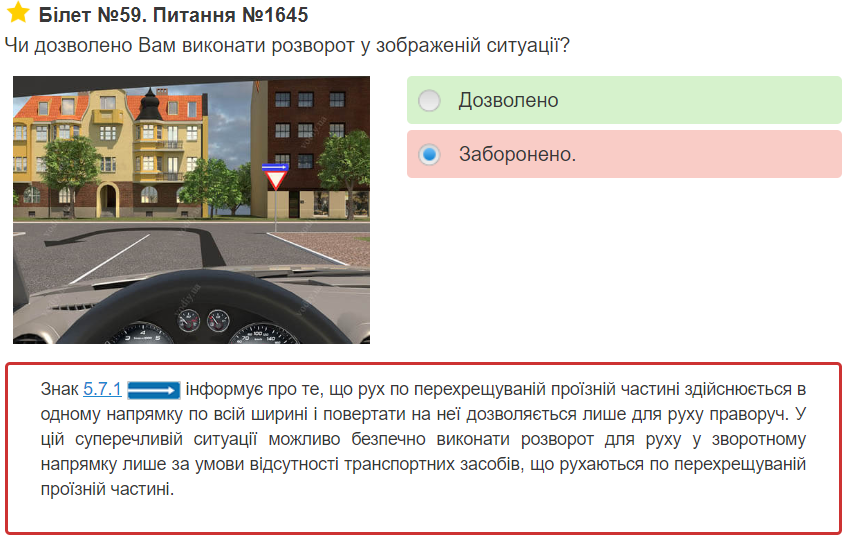 Білет №59. Питання №1645
Чи дозволено Вам виконати розворот у зображеній ситуації?
Дозволено
Заборонено.
Знак 5.7.1 інформує про те, що рух по перехрещуваній проїзній частині здійснюється в
одному напрямку по всій ширині і повертати на неї дозволяється лише для руху праворуч. У
цій суперечливій ситуації можливо безпечно виконати розворот для руху у зворотному
напрямку лише за умови відсутності транспортних засобів, що рухаються по перехрещуваній
проїзній частині.